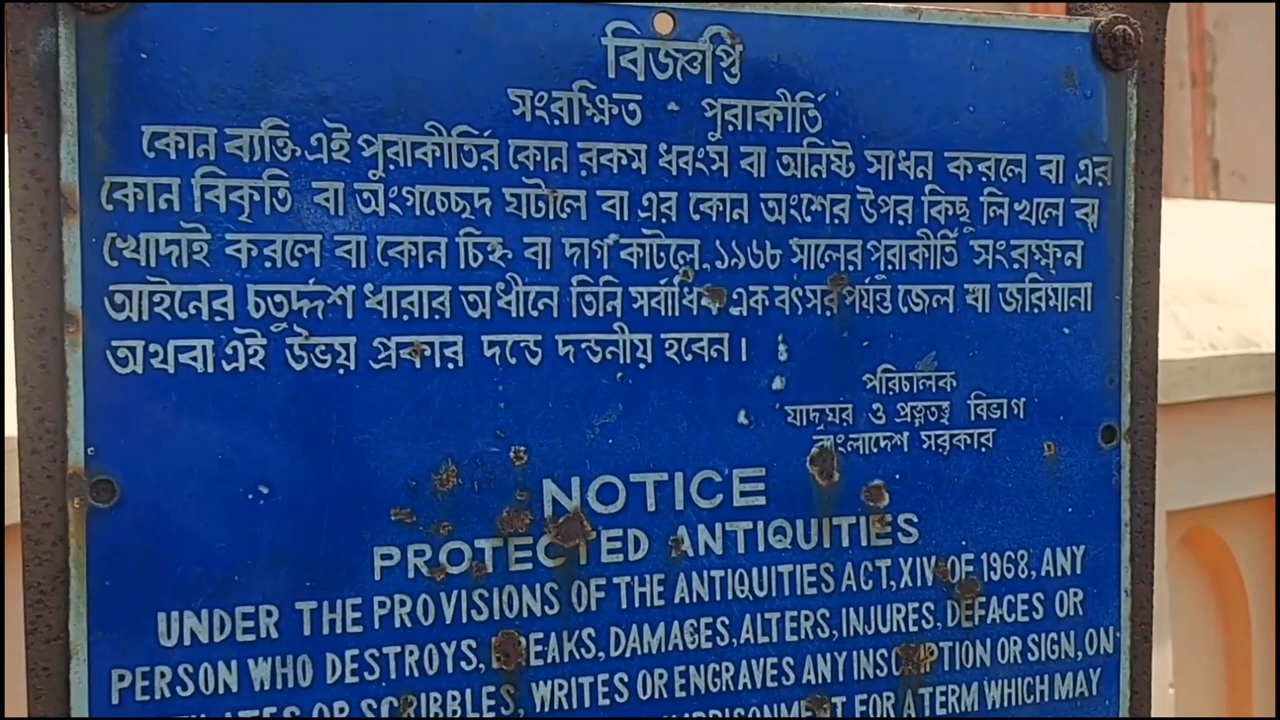 বিজ্ঞপ্তি
সংরক্ষিত - পুরাকীর্তি
কোন ব্যক্তি এই পুরাকীর্তির কোন রকম ধ্বংস বা অনিষ্ট সাধন করলে বা এর
কোন বিকৃতি বা অংগচ্ছেদ ঘটালে বা এর কোন অংশের উপর কিছু লিখলে বা
খোদাই করলে বা কোন চিহ্ন বা দাগ কাটলে, ১৯৬৮ সালের পুরাকীর্তি সংরক্ষন
আইনের চতুর্দ্দশ ধারার অধীনে তিনি সর্বাধিক এক বৎসর পর্যন্ত জেল বা জরিমানা
অথবা এই উভয় প্রকার দন্ডে দন্ডনীয় হবেন।
পরিচালক
যাদুঘর ও প্রত্নতত্ত্ব বিভাগ
বাংলাদেশ সরকার
NOTICE
PROTECTED ANTIQUITIES
UNDER THE PROVISIONS OF THE ANTIQUITIES ACT, XIV OF 1968, ANY
PERSON WHO DESTROYS, BREAKS, DAMAGES, ALTERS, INJURES, DEFACES OR
OR SCRIBBLES, WRITES OR ENGRAVES ANY INSCRIPTION OR SIGN, ON
IMPRISONMENT FOR A TERM WHICH MAY